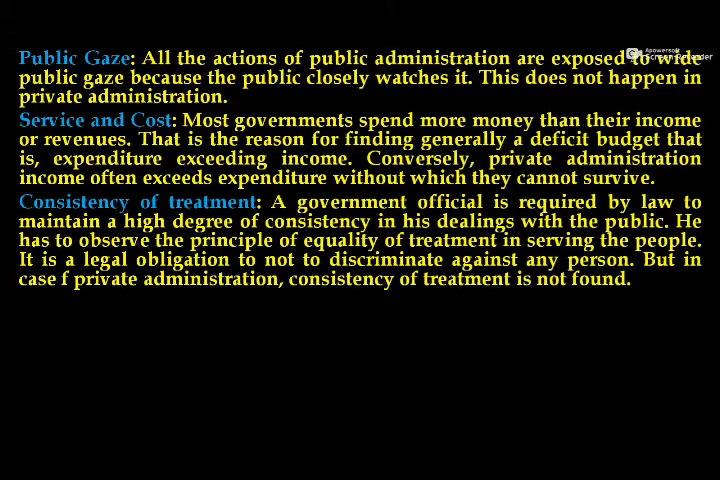 Public Gaze: All the actions of public administration are exposed to wide
public gaze because the public closely watches it. This does not happen in
private administration.
Service and Cost: Most governments spend more money than their income
or revenues. That is the reason for finding generally a deficit budget that
is, expenditure exceeding income. Conversely, private administration
income often exceeds expenditure without which they cannot survive.
Consistency of treatment: A government official is required by law to
maintain a high degree of consistency in his dealings with the public. He
has to observe the principle of equality of treatment in serving the people.
It is a legal obligation to not to discriminate against any person. But in
case f private administration, consistency of treatment is not found.
Apowersoft
Screen Recorder